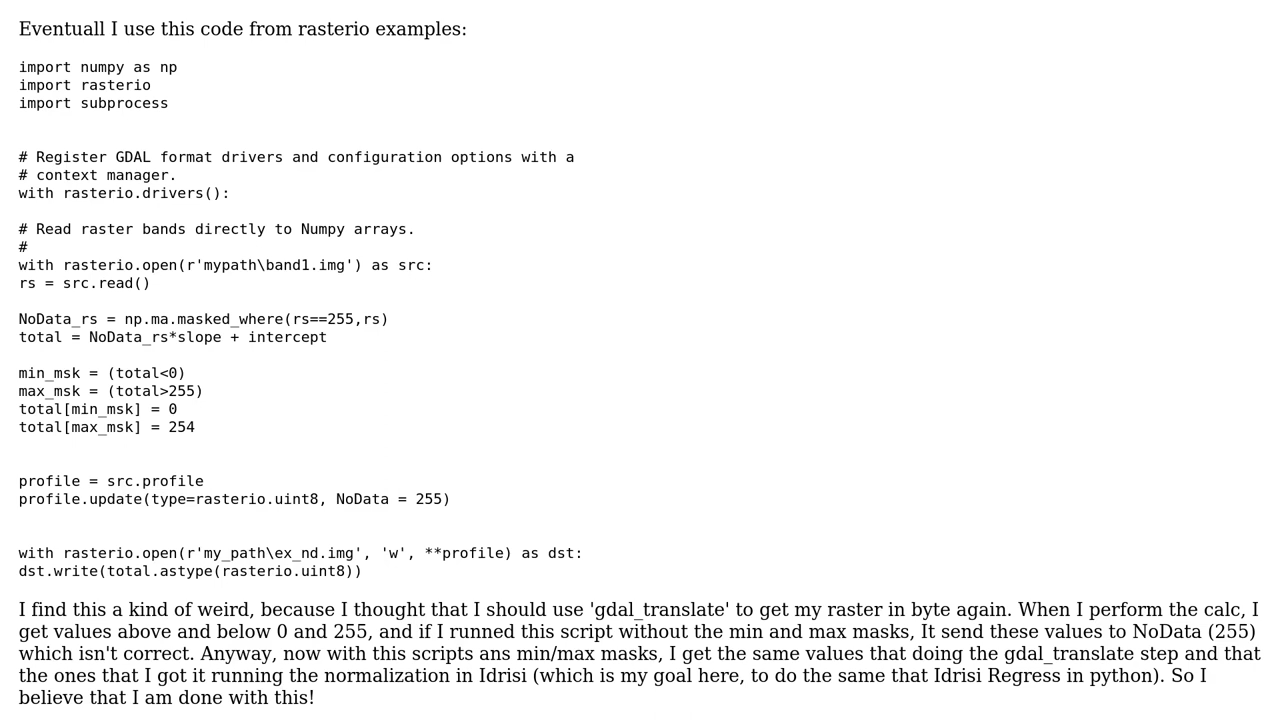 Eventuall I use this code from rasterio examples:
import numpy as np
import rasterio
import subprocess
# Register GDAL format drivers and configuration options with a
# context manager.
with rasterio.drivers():
# Read raster bands directly to Numpy arrays.
#
with rasterio.open(r'mypath\band1.img') as src:
rs = src.read()
NoData_rs = np.ma.masked_where(rs==255,rs)
total = NoData_rs*slope + intercept
min_msk = (total<0)
max_msk = (total>255)
total[min_msk] = 0
total[max_msk] = 254
profile = src.profile
profile.update(type=rasterio.uint8, NoData = 255)
with rasterio.open(r'my_path\ex_nd.img', 'w', **profile) as dst:
dst.write(total.astype(rasterio.uint8))
I find this a kind of weird, because I thought that I should use 'gdal_translate' to get my raster in byte again. When I perform the calc, I
get values above and below 0 and 255, and if I runned this script without the min and max masks, It send these values to NoData (255)
which isn't correct. Anyway, now with this scripts ans min/max masks, I get the same values that doing the gdal_translate step and that
the ones that I got it running the normalization in Idrisi (which is my goal here, to do the same that Idrisi Regress in python). So I
believe that I am done with this!